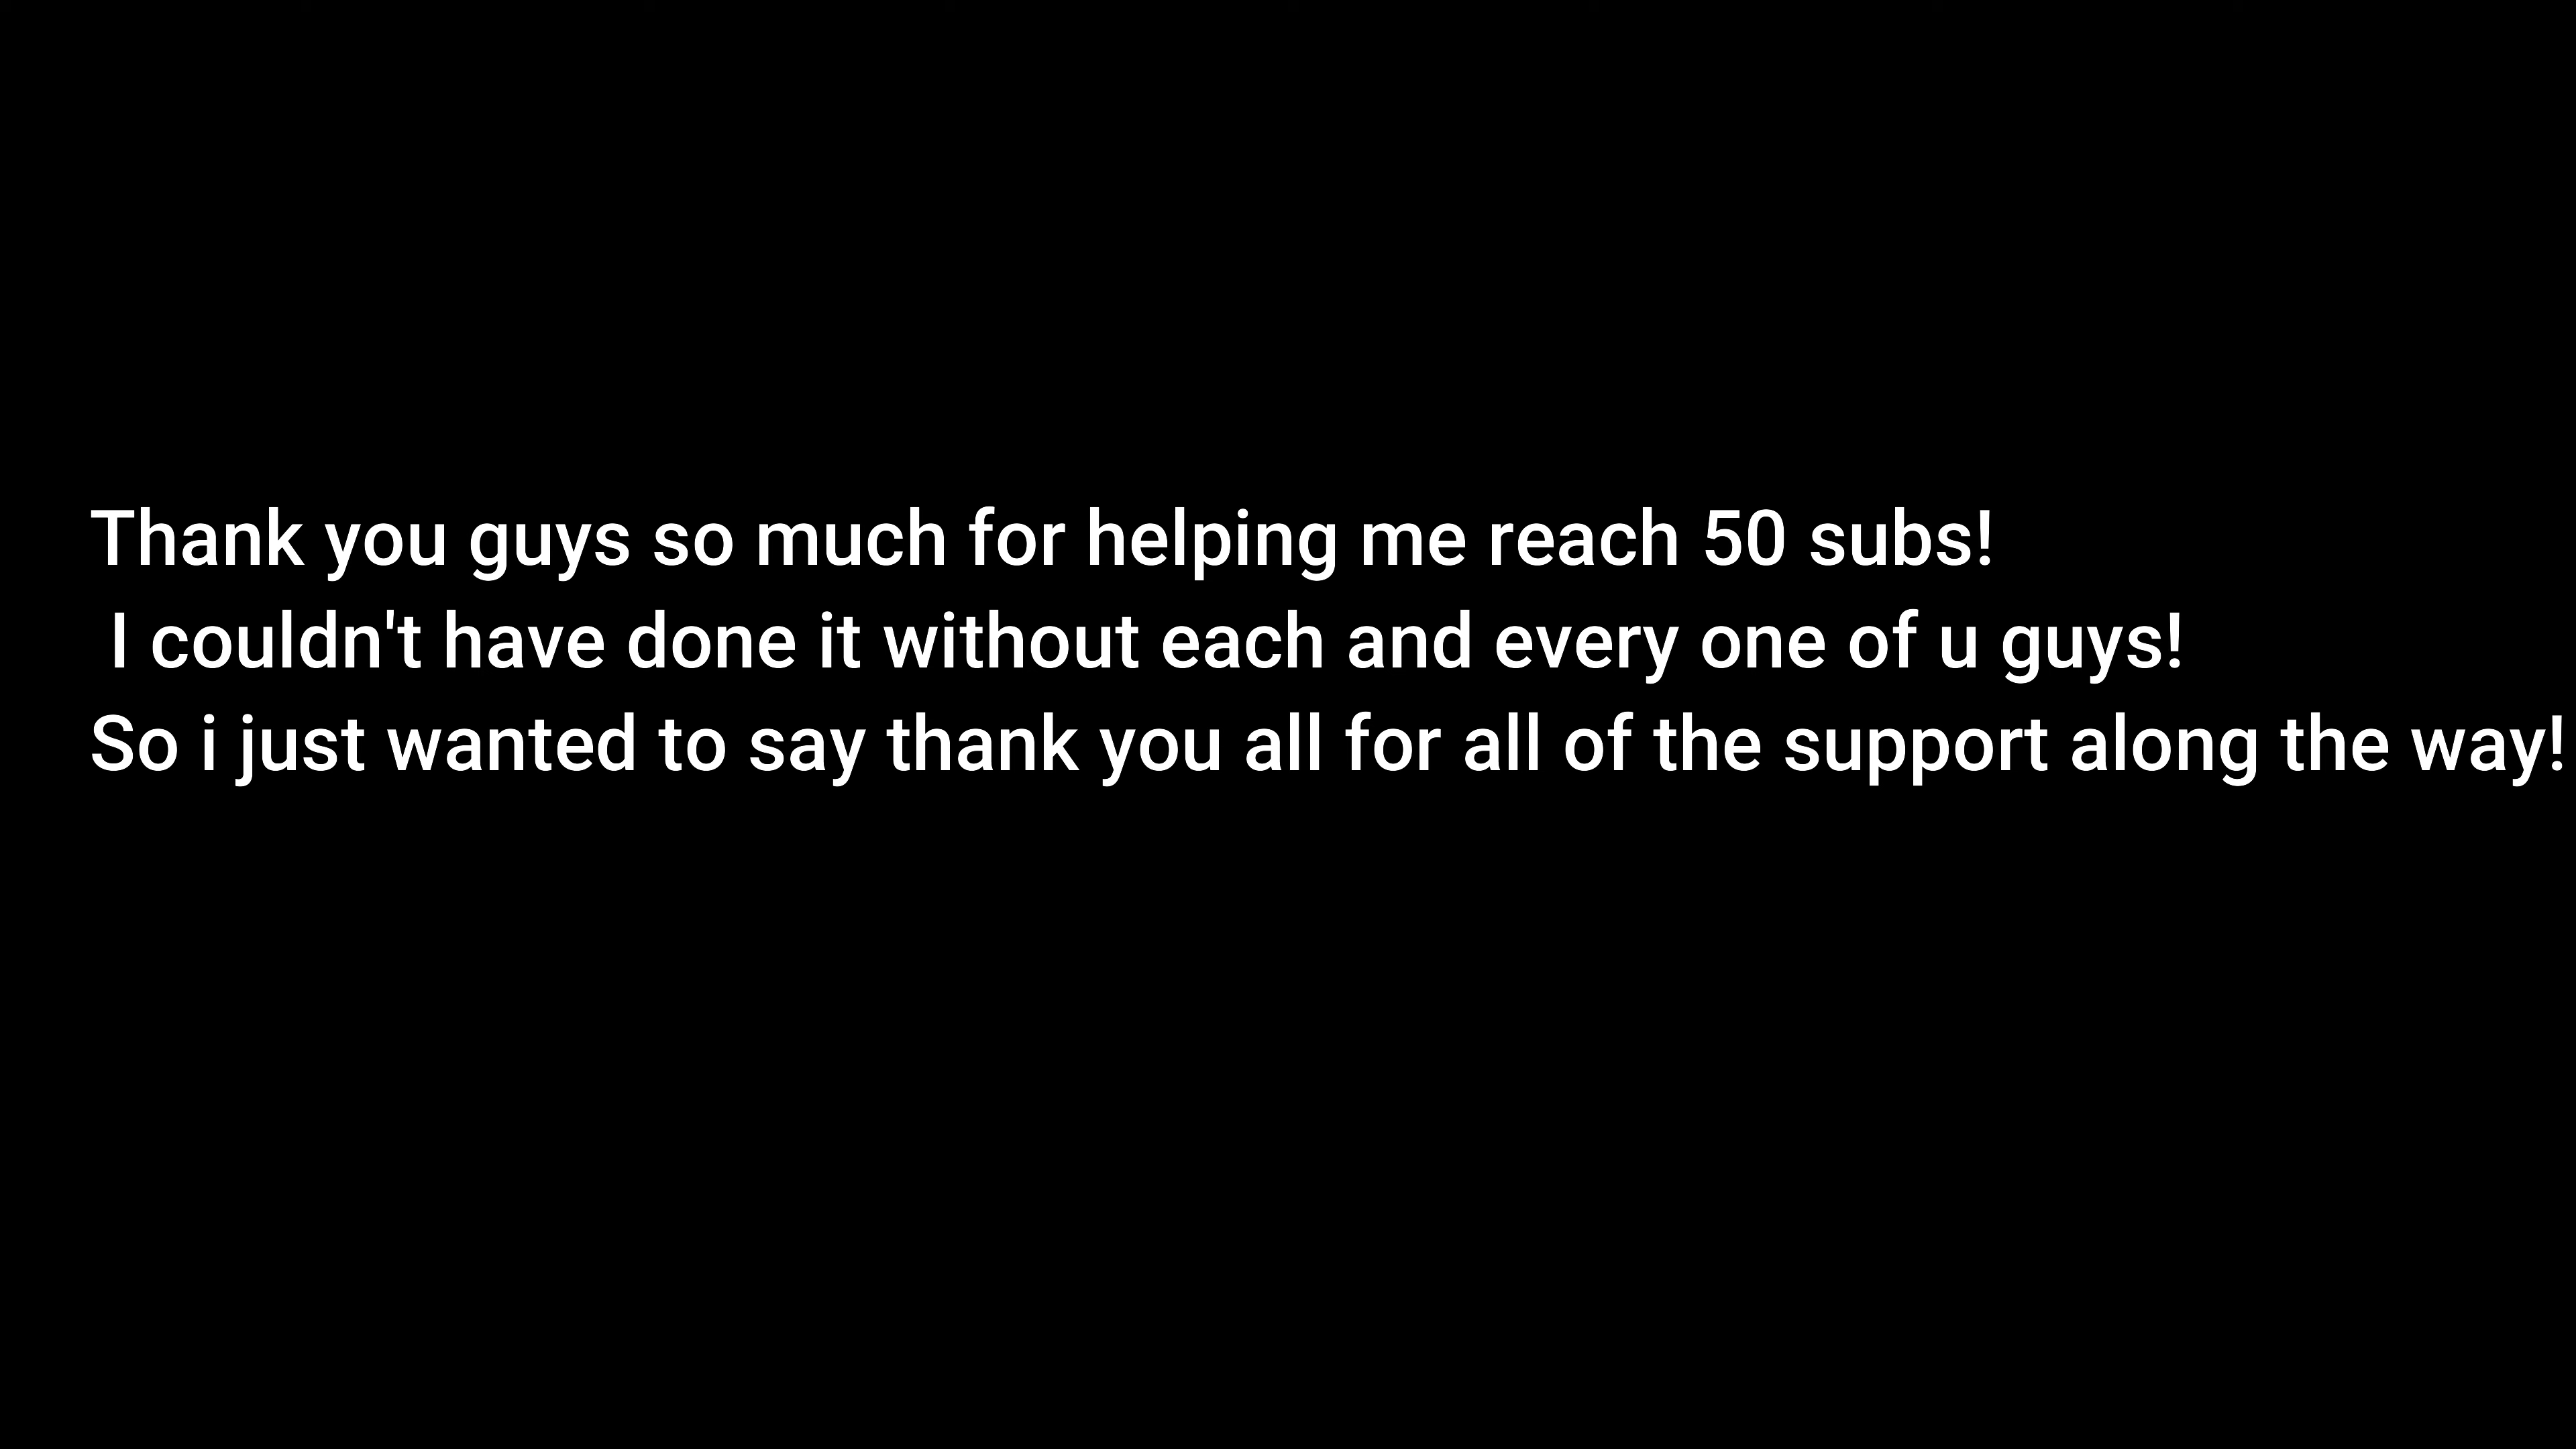 Thank you guys so much for helping me reach 50 subs!
I couldn't have done it without each and every one of u guys!
So i just wanted to say thank you all for all of the support along the way!